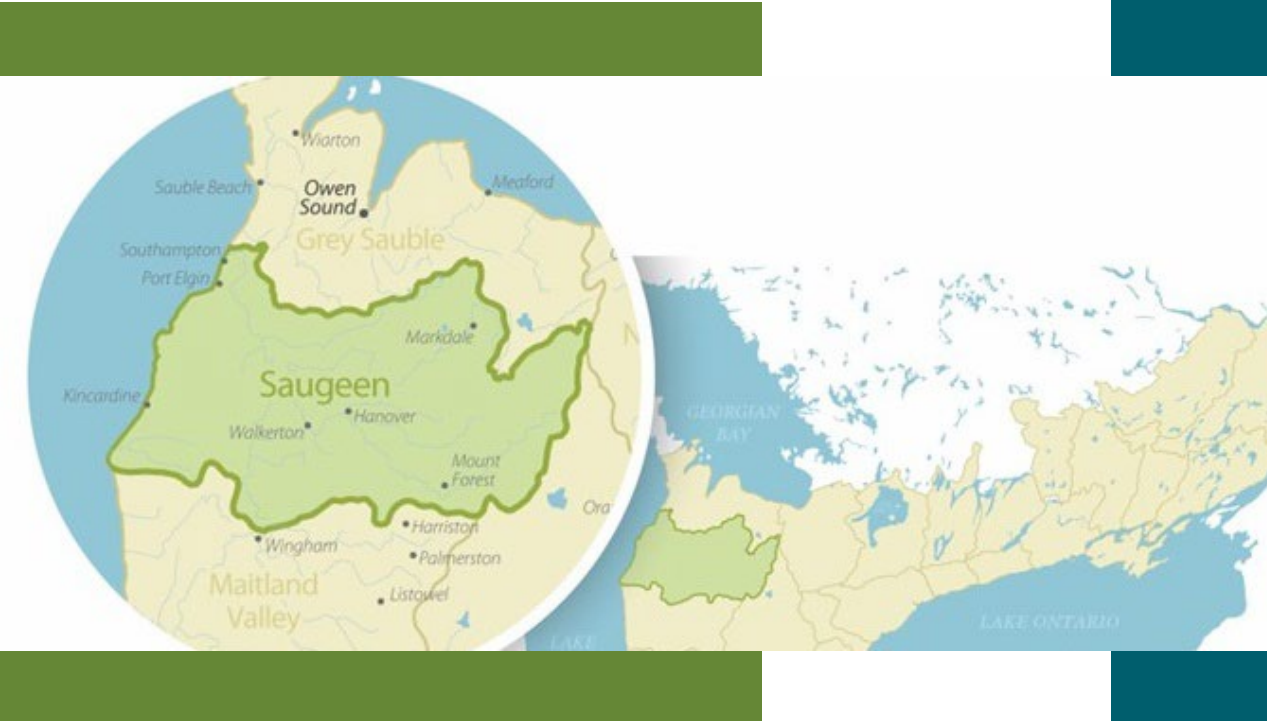 Wiarton
Sauble Beach
Meaford
Owen
Sound
Grey Sauble
Southampton
Port Elgin
Markdale
Saugeen
Kincardine
Hanover
Walkerton
Mount
Forest
Harriston
Wingham
Palmerston
Maitland
Valley
Listowel
GEORGIAN
BAY
LAKE ONTARIO
LAKE